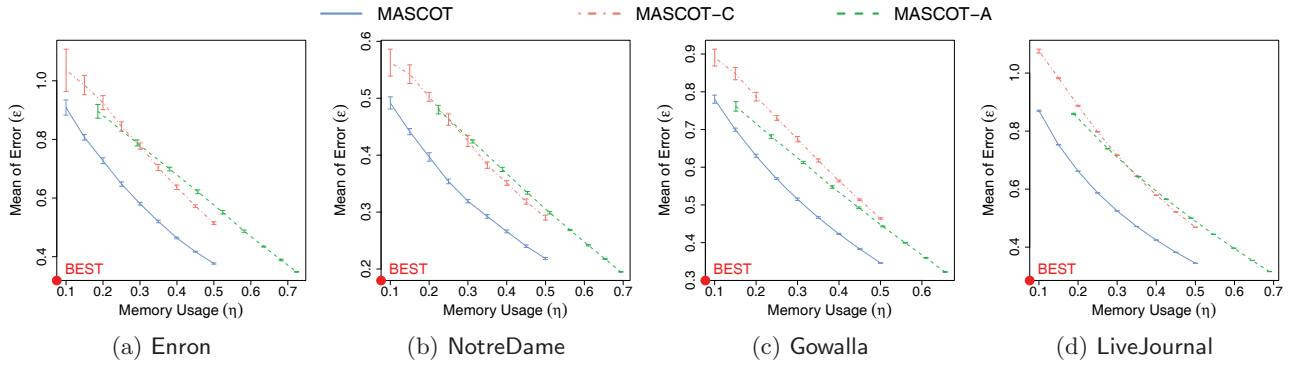 MASCOT MASCOT-C MASCOT-A
Mean of Error (ε)
0.4 0.6 0.8 1.0
BEST
0.1 0.2 0.3 0.4 0.5 0.6 0.7
Memory Usage (η)
(a) Enron
Mean of Error (ε)
0.2 0.3 0.4 0.5 0.6
BEST
0.1 0.2 0.3 0.4 0.5 0.6 0.7
Memory Usage (η)
(b) NotreDame
Mean of Error (ε)
0.3 0.4 0.5 0.6 0.7 0.8 0.9
BEST
0.1 0.2 0.3 0.4 0.5 0.6
Memory Usage (η)
(c) Gowalla
Mean of Error (ε)
0.4 0.6 0.8 1.0
BEST
0.1 0.2 0.3 0.4 0.5 0.6 0.7
Memory Usage (η)
(d) LiveJournal